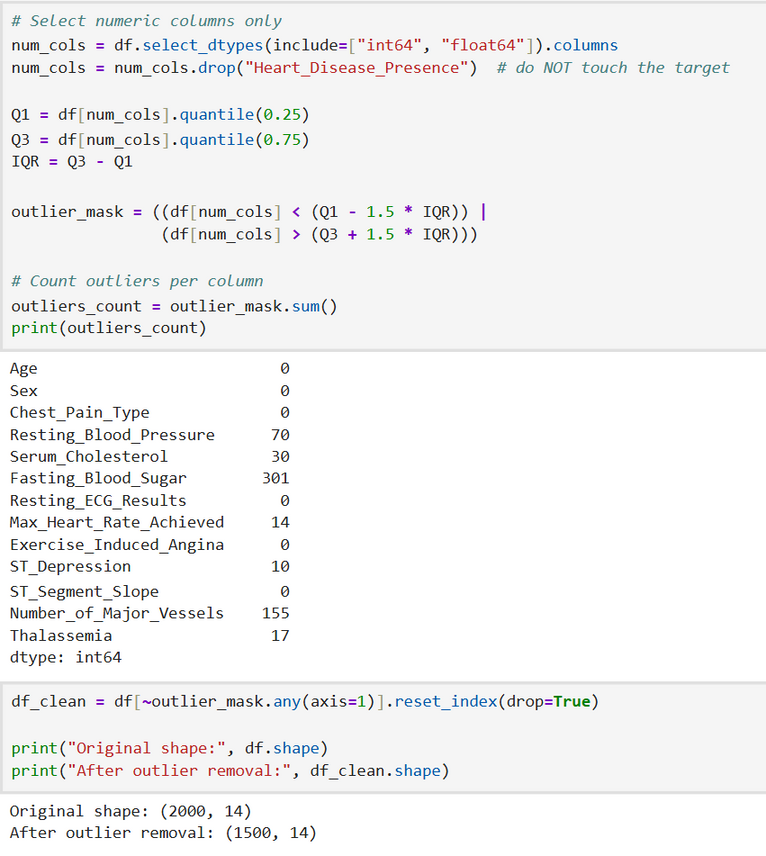 # Select numeric columns only
num_cols = df.select_dtypes(include=["int64", "float64"]).columns
num_cols = num_cols.drop("Heart_Disease_Presence")  # do NOT touch the target
Q1 = df[num_cols].quantile(0.25)
Q3 = df[num_cols].quantile(0.75)
IQR = Q3 - Q1
outlier_mask = ((df[num_cols] < (Q1 - 1.5 * IQR)) |
                (df[num_cols] > (Q3 + 1.5 * IQR)))
# Count outliers per column
outliers_count = outlier_mask.sum()
print(outliers_count)
Age                         0
Sex                         0
Chest_Pain_Type             0
Resting_Blood_Pressure     70
Serum_Cholesterol          30
Fasting_Blood_Sugar       301
Resting_ECG_Results         0
Max_Heart_Rate_Achieved    14
Exercise_Induced_Angina     0
ST_Depression              10
ST_Segment_Slope            0
Number_of_Major_Vessels   155
Thalassemia                17
dtype: int64
df_clean = df[~outlier_mask.any(axis=1)].reset_index(drop=True)
print("Original shape:", df.shape)
print("After outlier removal:", df_clean.shape)
Original shape: (2000, 14)
After outlier removal: (1500, 14)